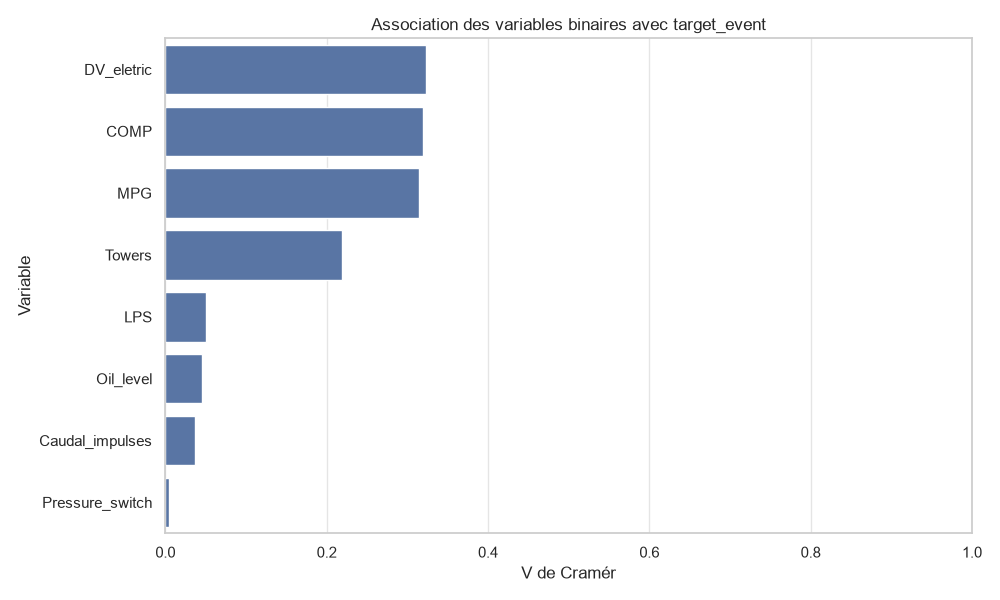 Association des variables binaires avec target_event
DV_eletric
COMP
MPG
Towers
LPS
Oil_level
Caudal_impulses
Pressure_switch
Variable
0.0 0.2 0.4 0.6 0.8 1.0
V de Cramér